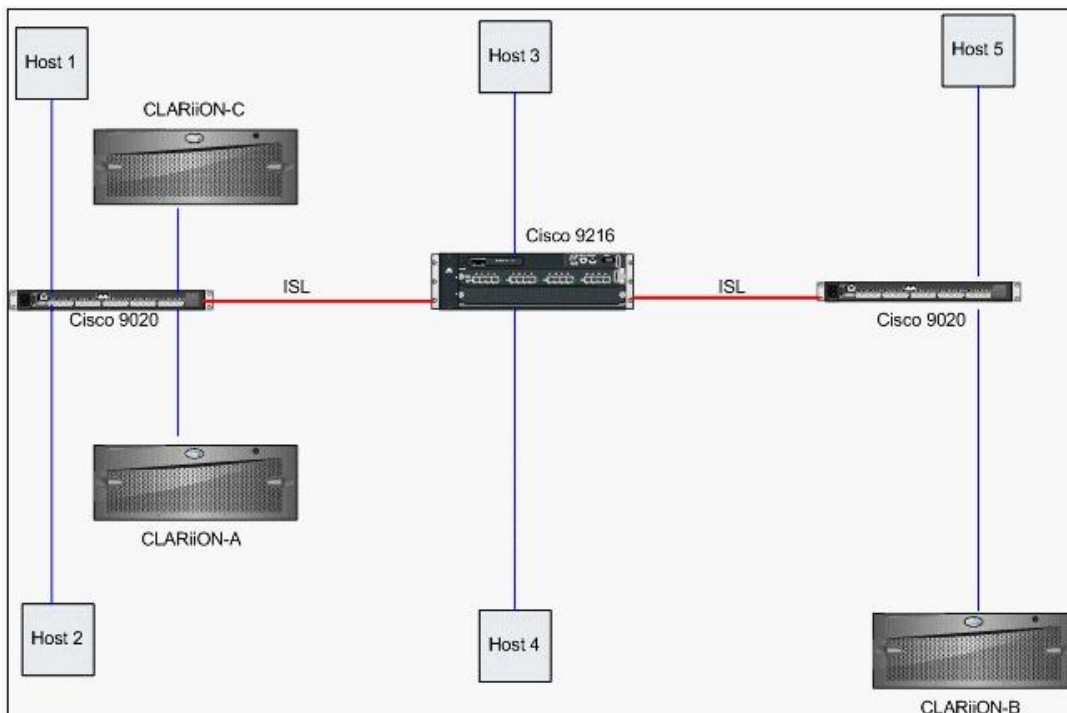 Host 1
Host 3
Host 5
CLARiiON-C
Cisco 9216
ISL
ISL
Cisco 9020
Cisco 9020
CLARiiON-A
Host 2
Host 4
CLARiiON-B